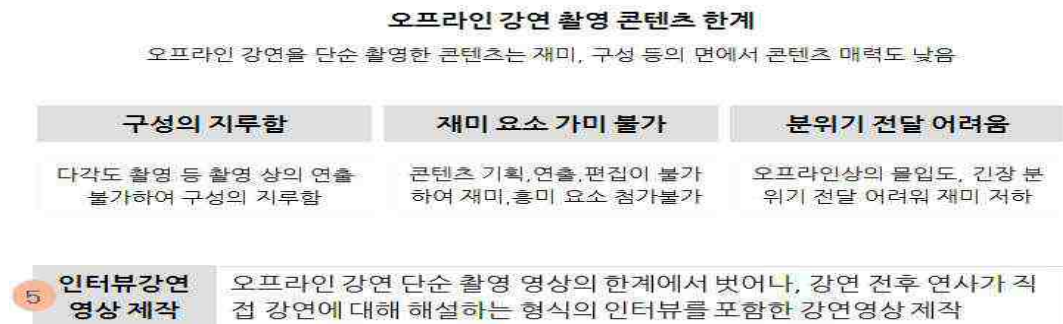 오프라인 강연 촬영 콘텐츠 한계
오프라인 강연을 단순 촬영한 콘텐츠는 재미, 구성 등의 면에서 콘텐츠 매력도 낮음
구성의 지루함
다각도 촬영 등 촬영 상의 연출
불가하여 구성의 지루함
재미 요소 가미 불가
콘텐츠 기획,연출,편집이 불가
하여 재미,흥미 요소 첨가불가
분위기 전달 어려움
오프라인상의 몰입도, 긴장 분
위기 전달 어려워 재미 저하
5
인터뷰강연
영상 제작
오프라인 강연 단순 촬영 영상의 한계에서 벗어나, 강연 전후 연사가 직
접 강연에 대해 해설하는 형식의 인터뷰를 포함한 강연영상 제작